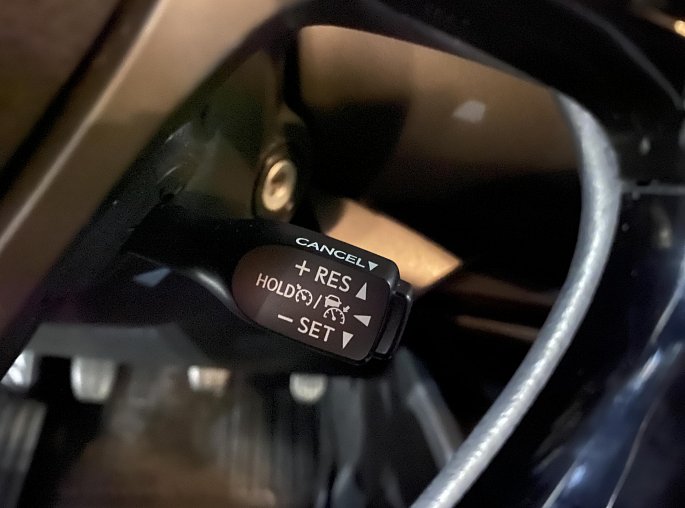 CANCEL▼
+ RES ▲
HOLD / ◀
− SET ▼